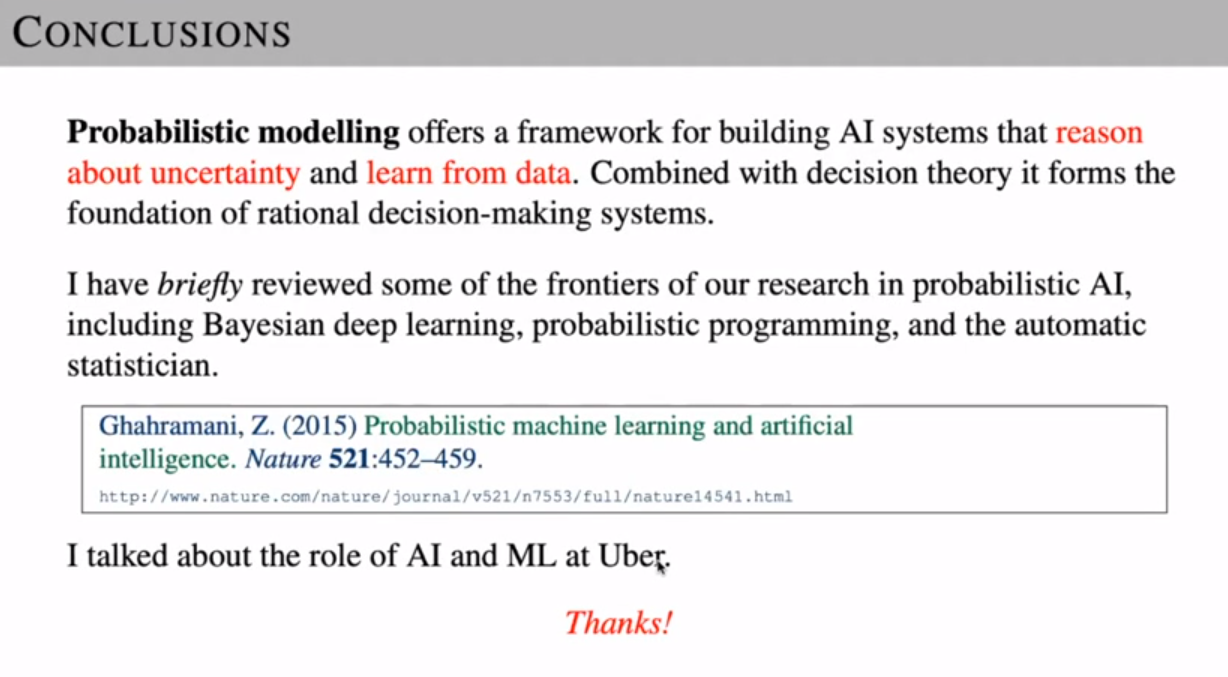 CONCLUSIONS
Probabilistic modelling offers a framework for building AI systems that reason
about uncertainty and learn from data. Combined with decision theory it forms the
foundation of rational decision-making systems.
I have briefly reviewed some of the frontiers of our research in probabilistic AI,
including Bayesian deep learning, probabilistic programming, and the automatic
statistician.
Ghahramani, Z. (2015) Probabilistic machine learning and artificial
intelligence. Nature 521:452–459.
http://www.nature.com/nature/journal/v521/n7553/full/nature14541.html
I talked about the role of AI and ML at Uber.
Thanks!